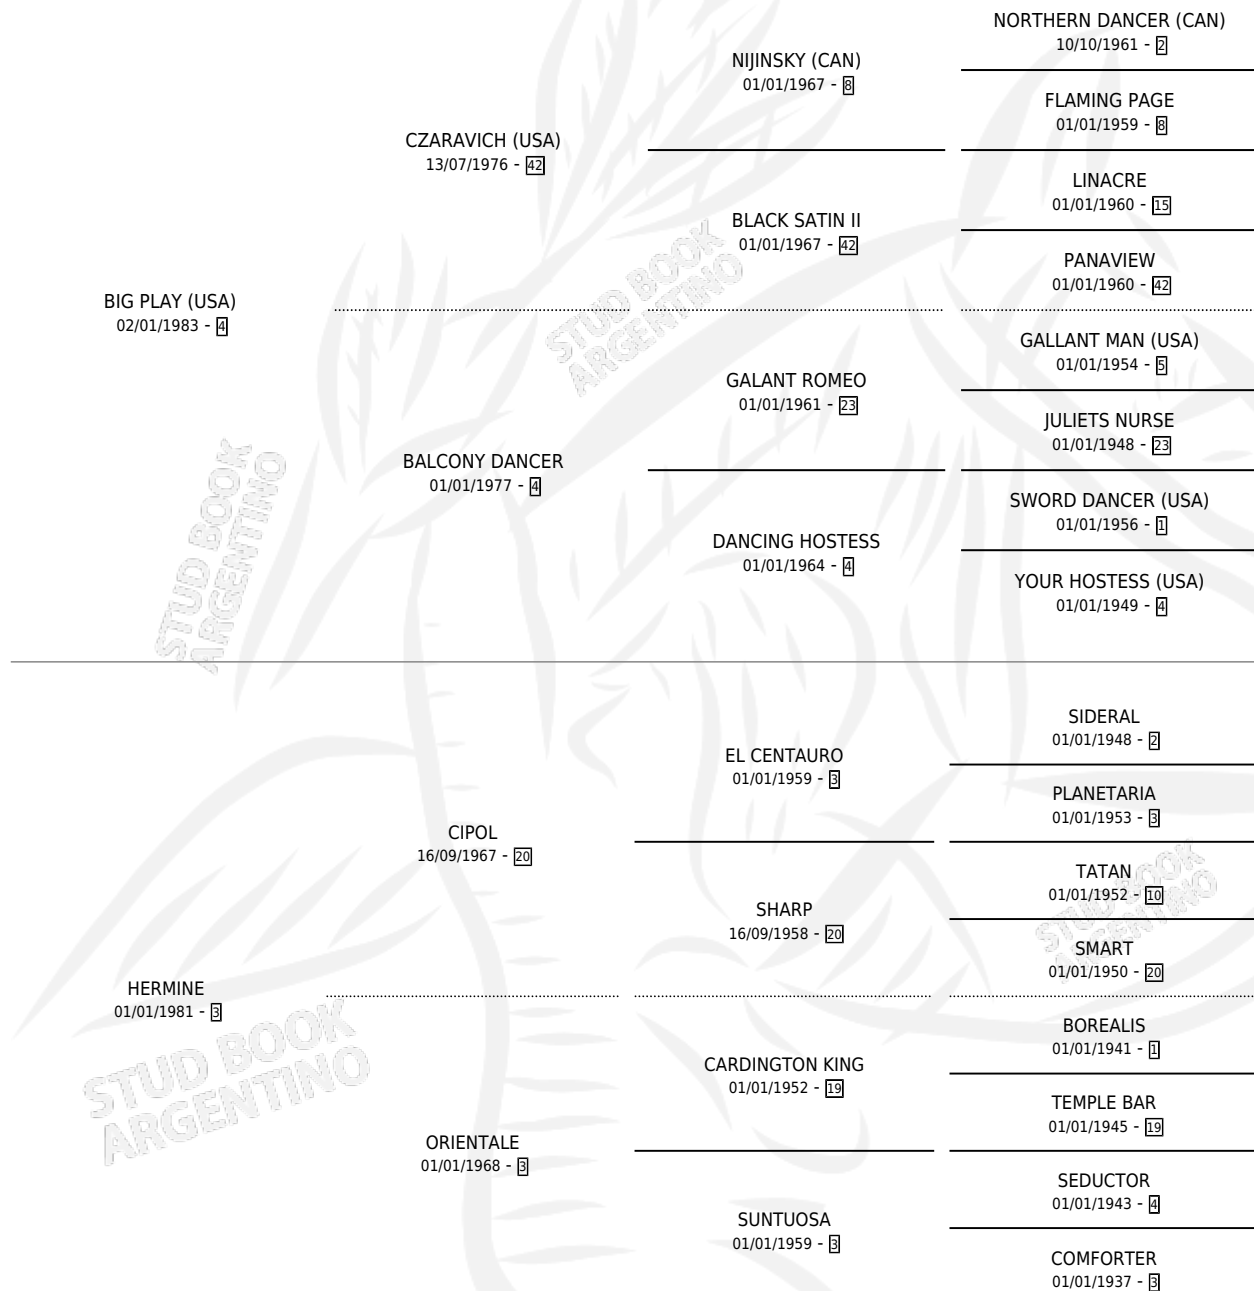 NORTHERN DANCER (CAN)
10/10/1961 - 2
NIJINSKY (CAN)
01/01/1967 - 8
FLAMING PAGE
01/01/1959 - 8
CZARAVICH (USA)
13/07/1976 - 42
LINACRE
01/01/1960 - 15
BLACK SATIN II
01/01/1967 - 42
PANAVIEW
01/01/1960 - 42
BIG PLAY (USA)
02/01/1983 - 4
STUD BOOK
ARGENTINO
GALLANT MAN (USA)
01/01/1954 - 5
GALANT ROMEO
01/01/1961 - 23
JULIETS NURSE
01/01/1948 - 23
BALCONY DANCER
01/01/1977 - 4
SWORD DANCER (USA)
01/01/1956 - 1
DANCING HOSTESS
01/01/1964 - 4
YOUR HOSTESS (USA)
01/01/1949 - 4
STUD BOOK
ARGENTINO
SIDERAL
01/01/1948 - 2
EL CENTAURO
01/01/1959 - 3
PLANETARIA
01/01/1953 - 3
CIPOL
16/09/1967 - 20
TATAN
01/01/1952 - 10
SHARP
16/09/1958 - 20
STUD BOOK
ARGENTINO
SMART
01/01/1950 - 20
HERMINE
01/01/1981 - 3
BOREALIS
01/01/1941 - 1
CARDINGTON KING
01/01/1952 - 19
STUD BOOK
ARGENTINO
TEMPLE BAR
01/01/1945 - 19
ORIENTALE
01/01/1968 - 3
SEDUCTOR
01/01/1943 - 4
SUNTUOSA
01/01/1959 - 3
COMFORTER
01/01/1937 - 3